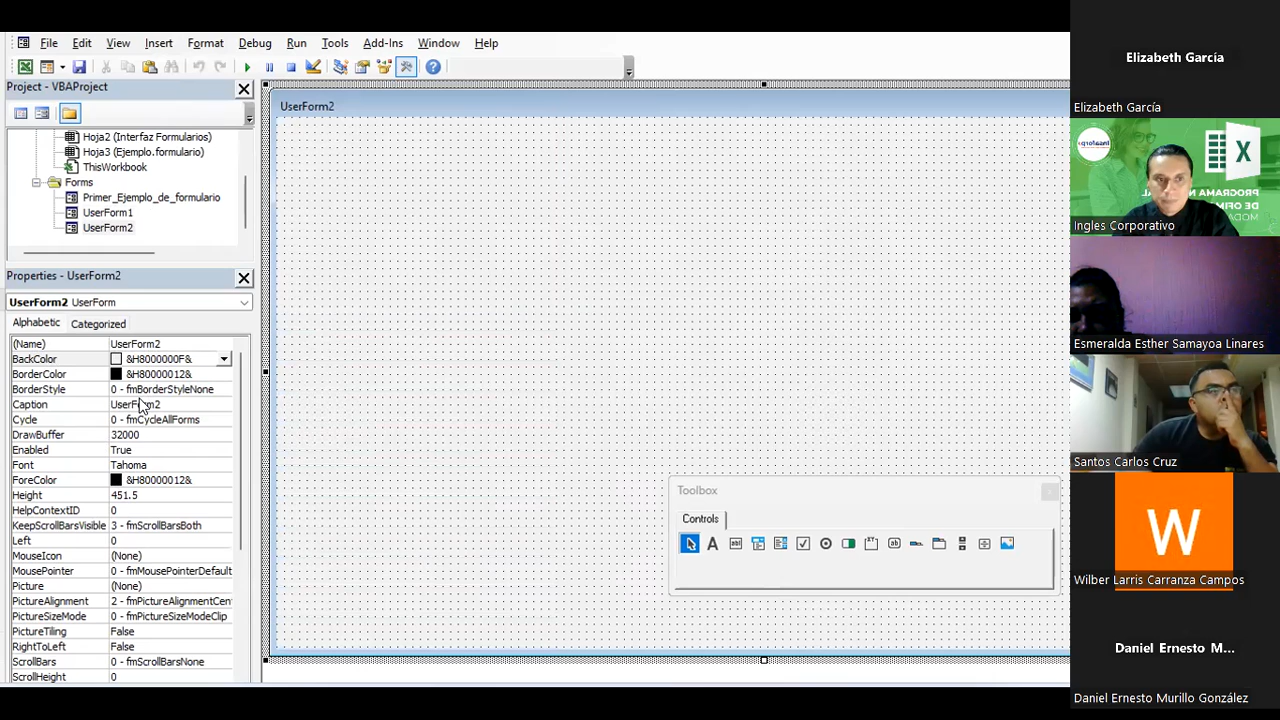 File Edit View Insert Format Debug Run Tools Add-Ins Window Help
Project - VBAProject
Hoja2 (Interfaz Formularios)
Hoja3 (Ejemplo.formulario)
ThisWorkbook
Forms
Primer_Ejemplo_de_formulario
UserForm1
UserForm2
Properties - UserForm2
UserForm2 UserForm
Alphabetic Categorized
(Name) UserForm2
BackColor &H8000000F&
BorderColor &H80000012&
BorderStyle 0 - fmBorderStyleNone
Caption UserForm2
Cycle 0 - fmCycleAllForms
DrawBuffer 32000
Enabled True
Font Tahoma
ForeColor &H80000012&
Height 451.5
HelpContextID 0
KeepScrollBarsVisible 3 - fmScrollBarsBoth
Left 0
MouseIcon (None)
MousePointer 0 - fmMousePointerDefault
Picture (None)
PictureAlignment 2 - fmPictureAlignmentCen
PictureSizeMode 0 - fmPictureSizeModeClip
PictureTiling False
RightToLeft False
ScrollBars 0 - fmScrollBarsNone
ScrollHeight 0
UserForm2
Toolbox
Controls
Elizabeth García
Elizabeth García
Ingles Corporativo
Esmeralda Esther Samayoa Linares
Santos Carlos Cruz
W
Wilber Larris Carranza Campos
Daniel Ernesto M...
Daniel Ernesto Murillo González